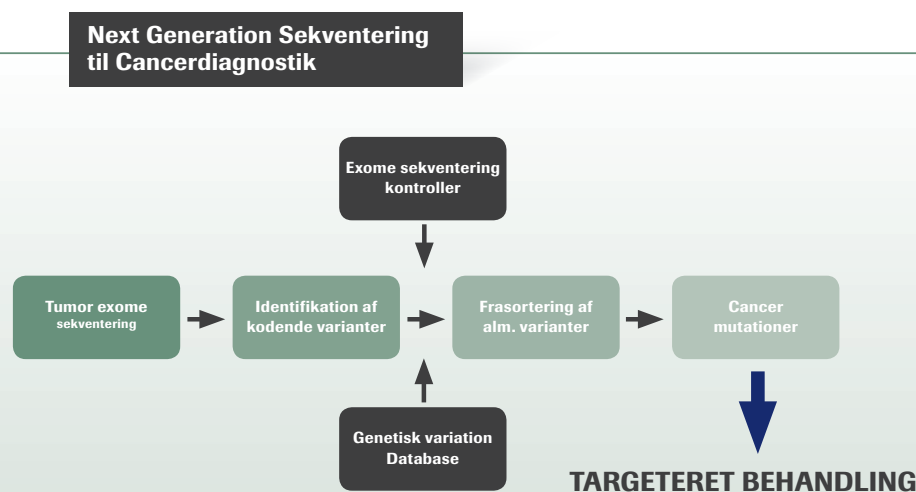 Next Generation Sekventering
til Cancerdiagnostik
Exome sekventering
kontroller
Tumor exome
sekventering
Identifikation af
kodende varianter
Frasortering af
alm. varianter
Cancer
mutationer
Genetisk variation
Database
TARGETERET BEHANDLING